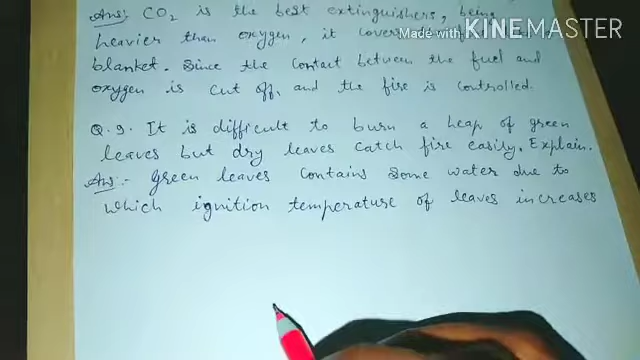 Ans:- CO2 is the best extinguishers, being
heavier than oxygen, it covers
Made with KINEMASTER
blanket. Since the contact between the fuel and
oxygen is cut off, and the fire is controlled.
Q.9. It is difficult to burn a heap of green
leaves but dry leaves catch fire easily. Explain.
Ans:- Green leaves contains some water due to
which ignition temperature of leaves increases